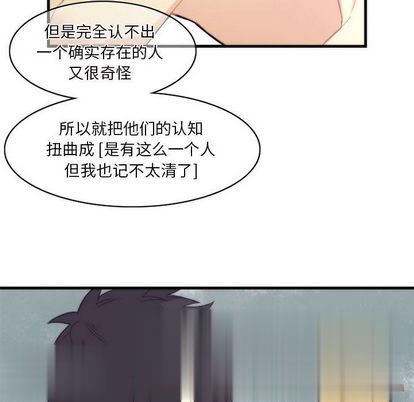 但是完全认不出
一个确实存在的人
又很奇怪
所以就把他们的认知
扭曲成 [是有这么一个人
但我也记不太清了]